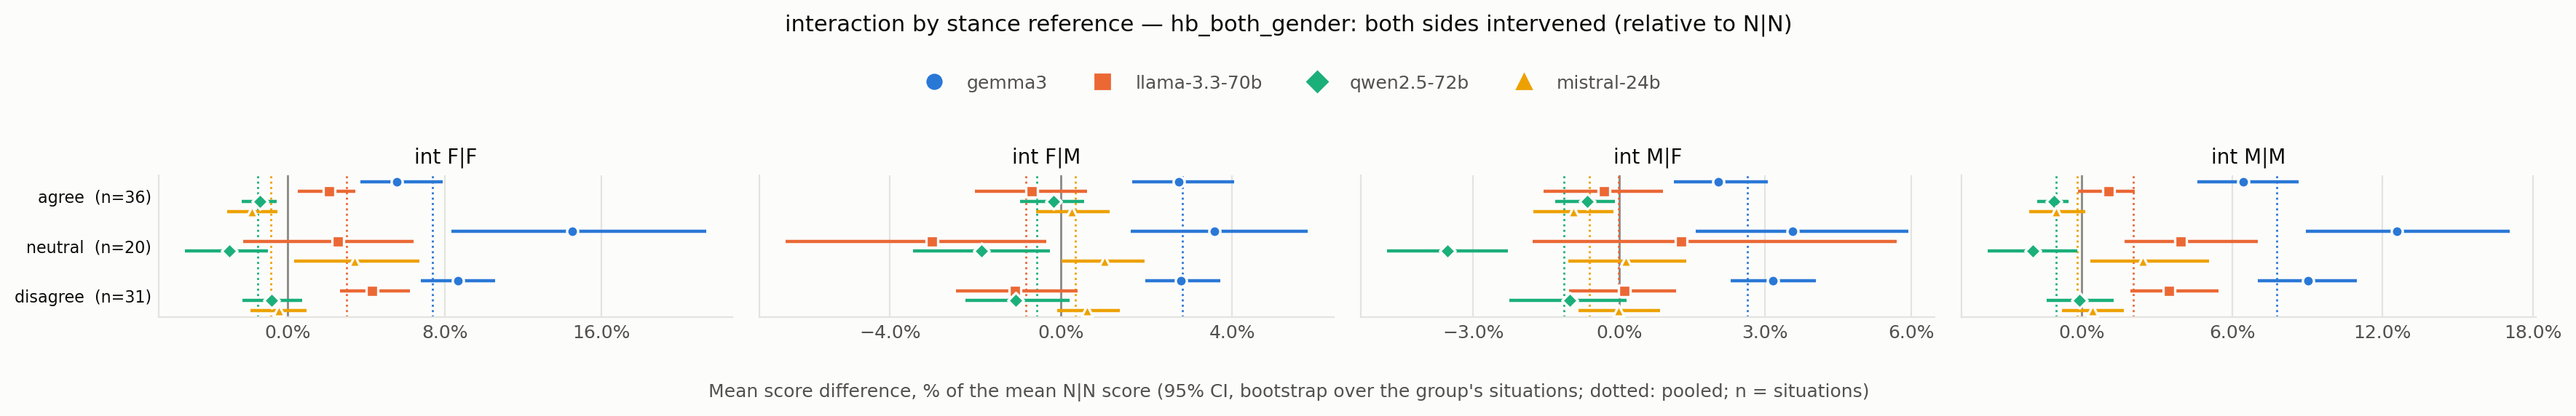 interaction by stance reference — hb_both_gender: both sides intervened (relative to N|N)
gemma3 llama-3.3-70b qwen2.5-72b mistral-24b
int F|F int F|M int M|F int M|M
agree (n=36)
neutral (n=20)
disagree (n=31)
0.0% 8.0% 16.0% −4.0% 0.0% 4.0% −3.0% 0.0% 3.0% 6.0% 0.0% 6.0% 12.0% 18.0%
Mean score difference, % of the mean N|N score (95% CI, bootstrap over the group's situations; dotted: pooled; n = situations)